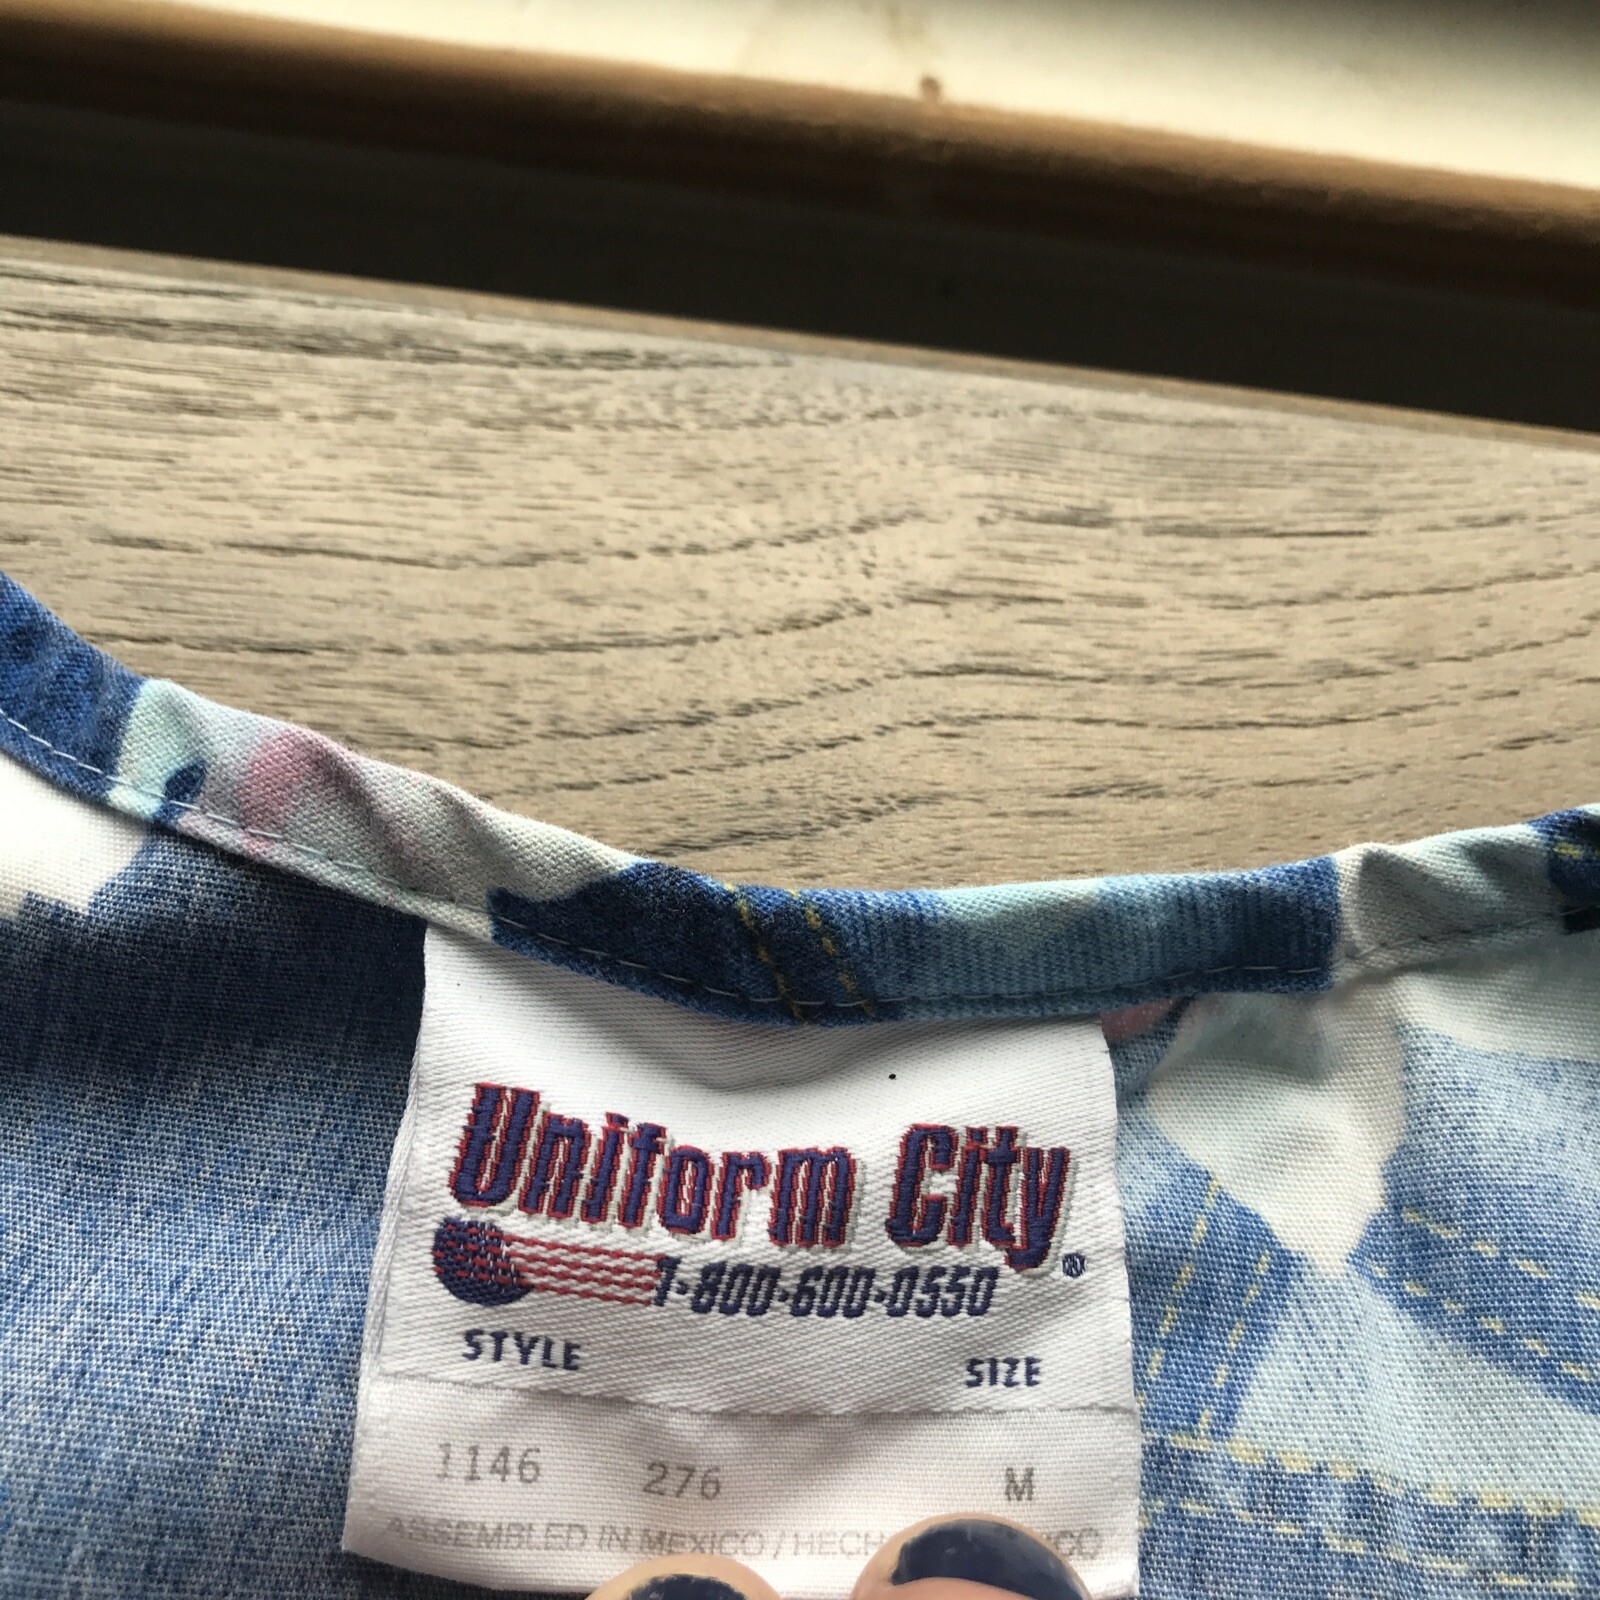 Uniform City ®
1-800-600-0550
STYLE SIZE
1146 276 M
ASSEMBLED IN MEXICO / HECH